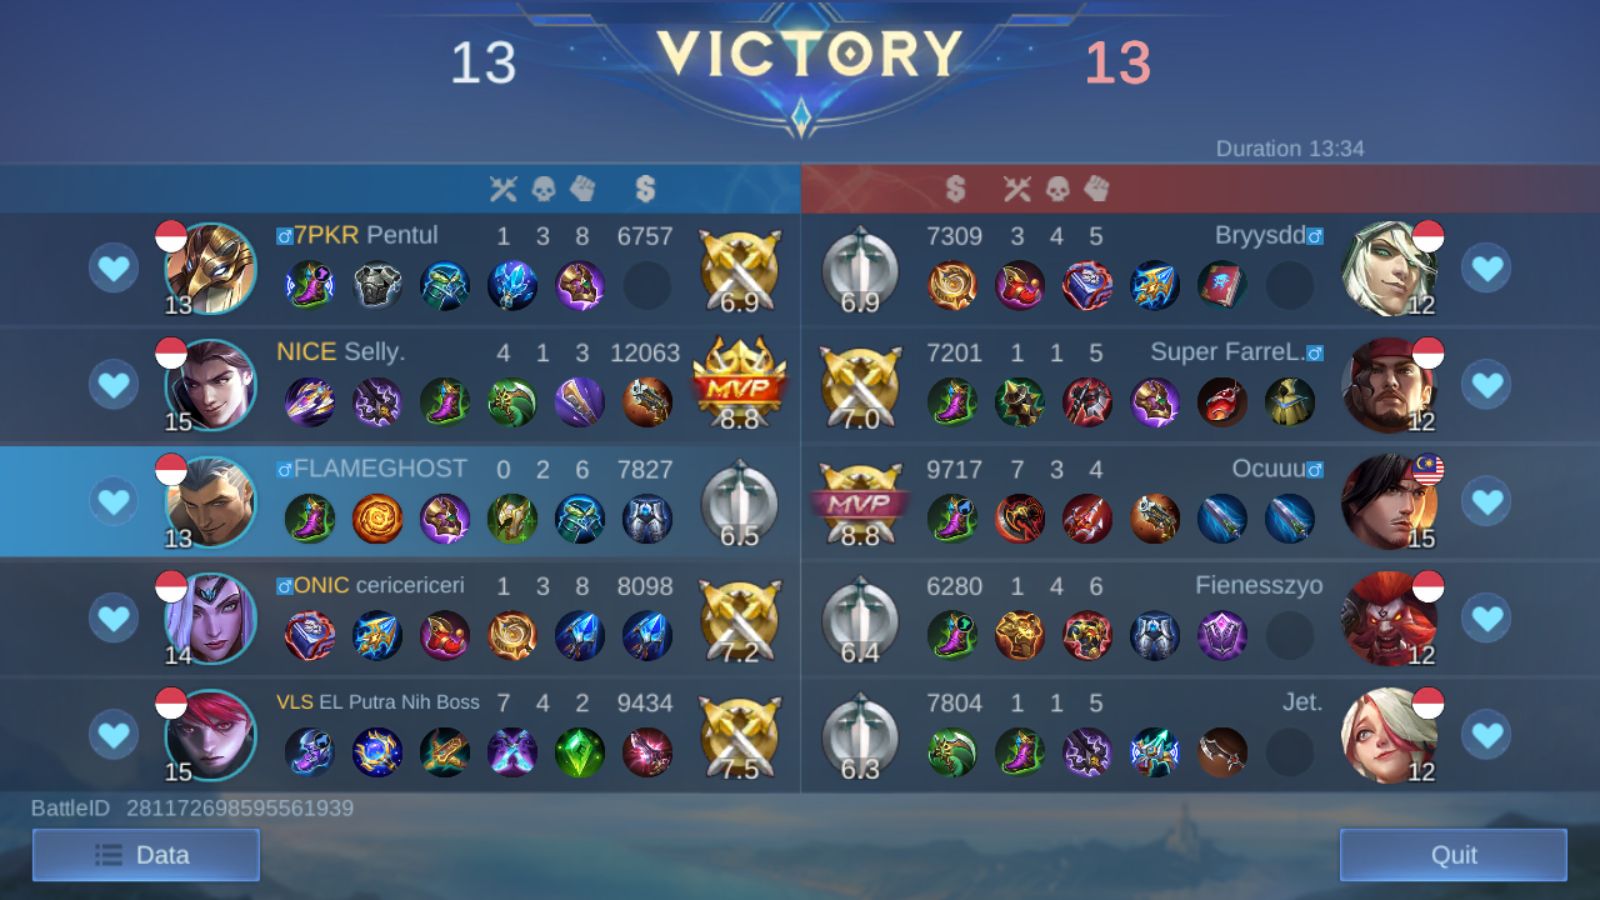 13 VICTORY 13
Duration 13:34
7PKR Pentul 1 3 8 6757
13 6.9
6.9 7309 3 4 5 Bryysdd
12
NICE Selly. 4 1 3 12063
15 MVP 8.8
7.0 7201 1 1 5 Super FarreL.
12
FLAMEGHOST 0 2 6 7827
13 6.5
MVP 8.8 9717 7 3 4 Ocuuu
15
ONIC cericericeri 1 3 8 8098
14 7.2
6.4 6280 1 4 6 Fienesszyo
12
VLS EL Putra Nih Boss 7 4 2 9434
15 7.5
6.3 7804 1 1 5 Jet.
12
BattleID 281172698595561939
Data
Quit